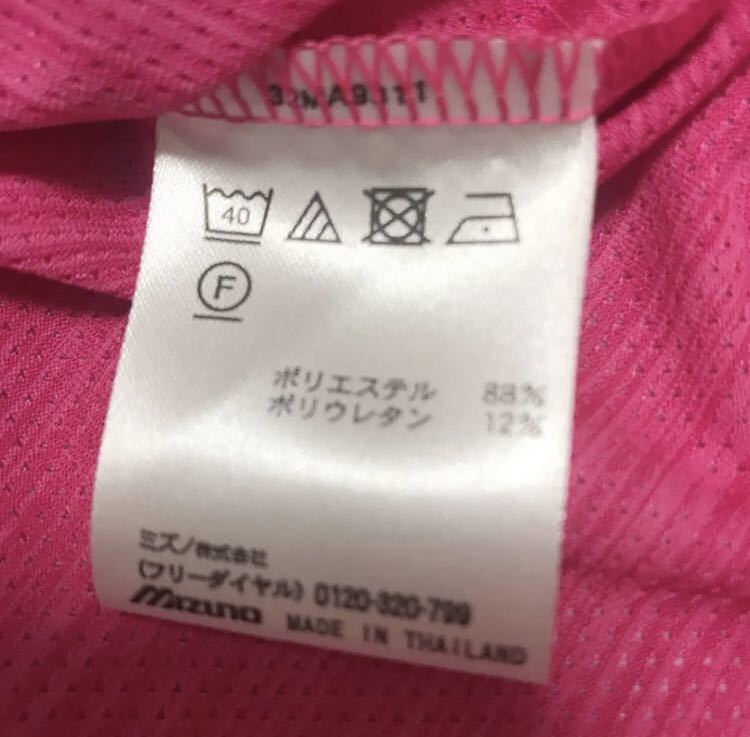 32MA9011
40
F
ポリエステル 88%
ポリウレタン 12%
ミズノ株式会社
(フリーダイヤル) 0120-320-799
Mizuno MADE IN THAILAND